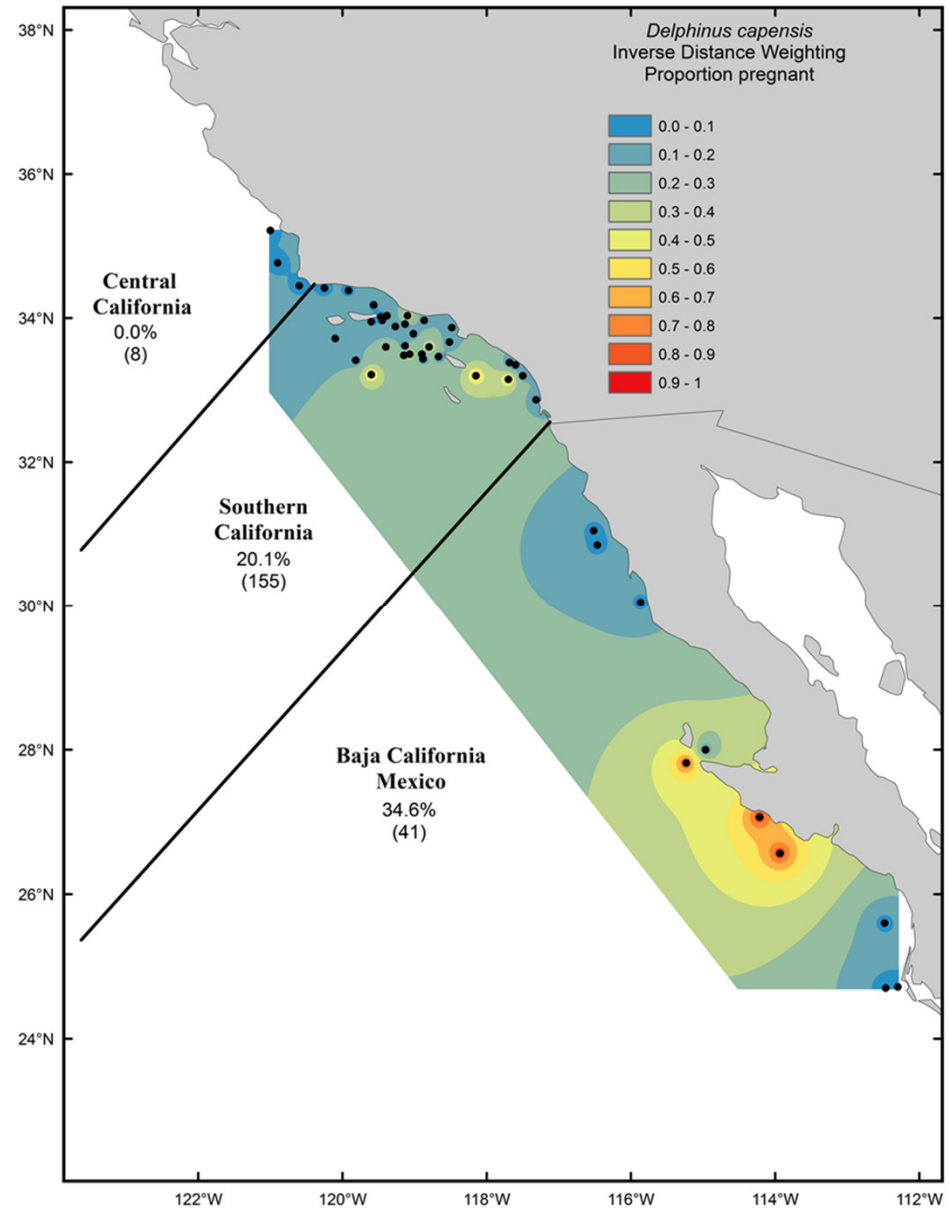 Delphinus capensis
Inverse Distance Weighting
Proportion pregnant
0.0 - 0.1
0.1 - 0.2
0.2 - 0.3
0.3 - 0.4
0.4 - 0.5
0.5 - 0.6
0.6 - 0.7
0.7 - 0.8
0.8 - 0.9
0.9 - 1
38°N
36°N
34°N
32°N
30°N
28°N
26°N
24°N
Central
California
0.0%
(8)
Southern
California
20.1%
(155)
Baja California
Mexico
34.6%
(41)
122°W
120°W
118°W
116°W
114°W
112°W